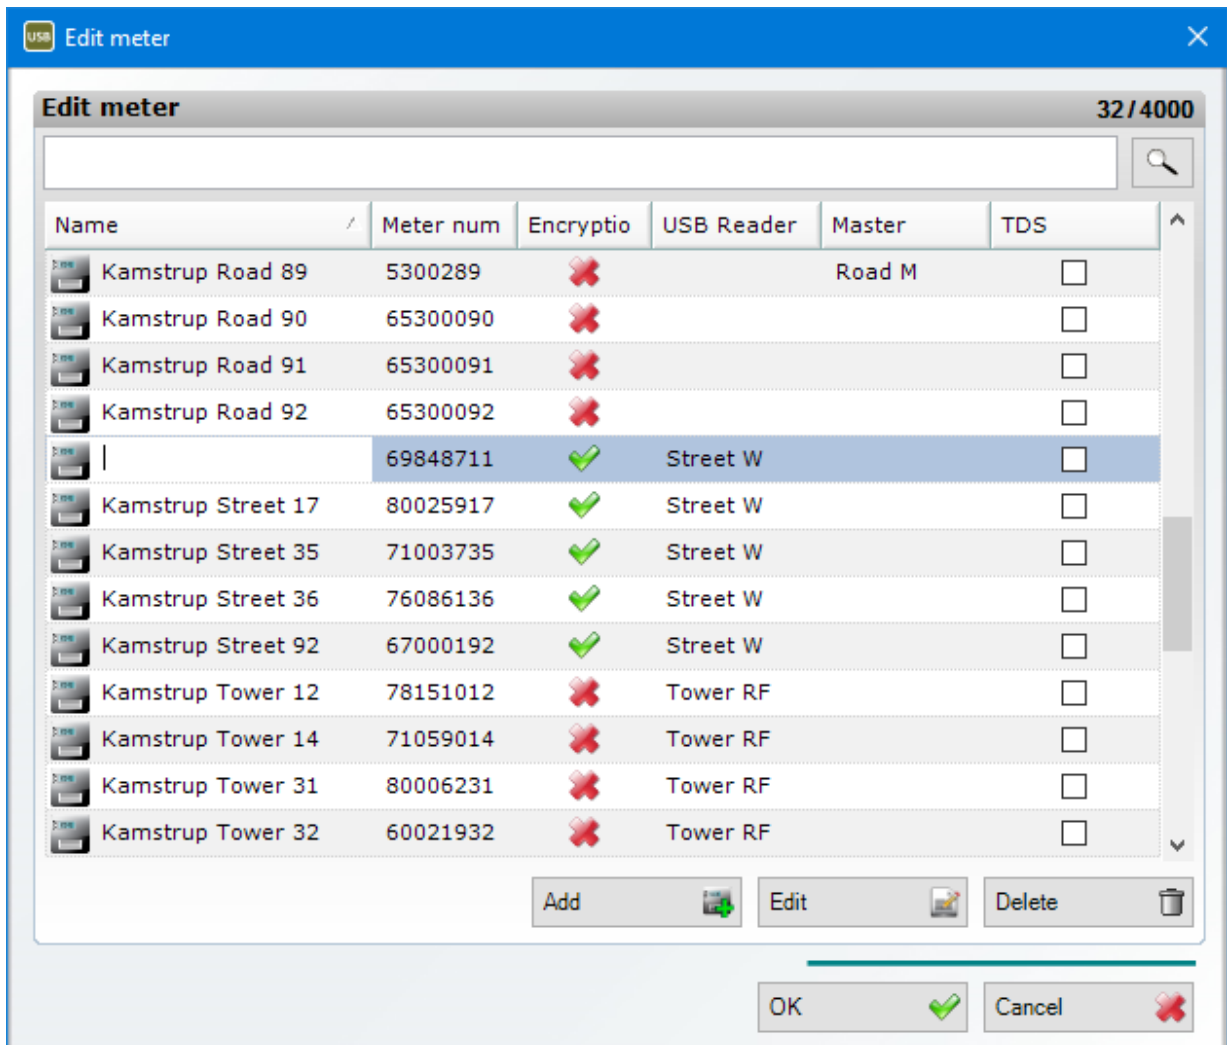 USB Edit meter
Edit meter 32/4000
Name Meter num Encryptio USB Reader Master TDS
Kamstrup Road 89 5300289 Road M
Kamstrup Road 90 65300090
Kamstrup Road 91 65300091
Kamstrup Road 92 65300092
69848711 Street W
Kamstrup Street 17 80025917 Street W
Kamstrup Street 35 71003735 Street W
Kamstrup Street 36 76086136 Street W
Kamstrup Street 92 67000192 Street W
Kamstrup Tower 12 78151012 Tower RF
Kamstrup Tower 14 71059014 Tower RF
Kamstrup Tower 31 80006231 Tower RF
Kamstrup Tower 32 60021932 Tower RF
Add Edit Delete
OK Cancel